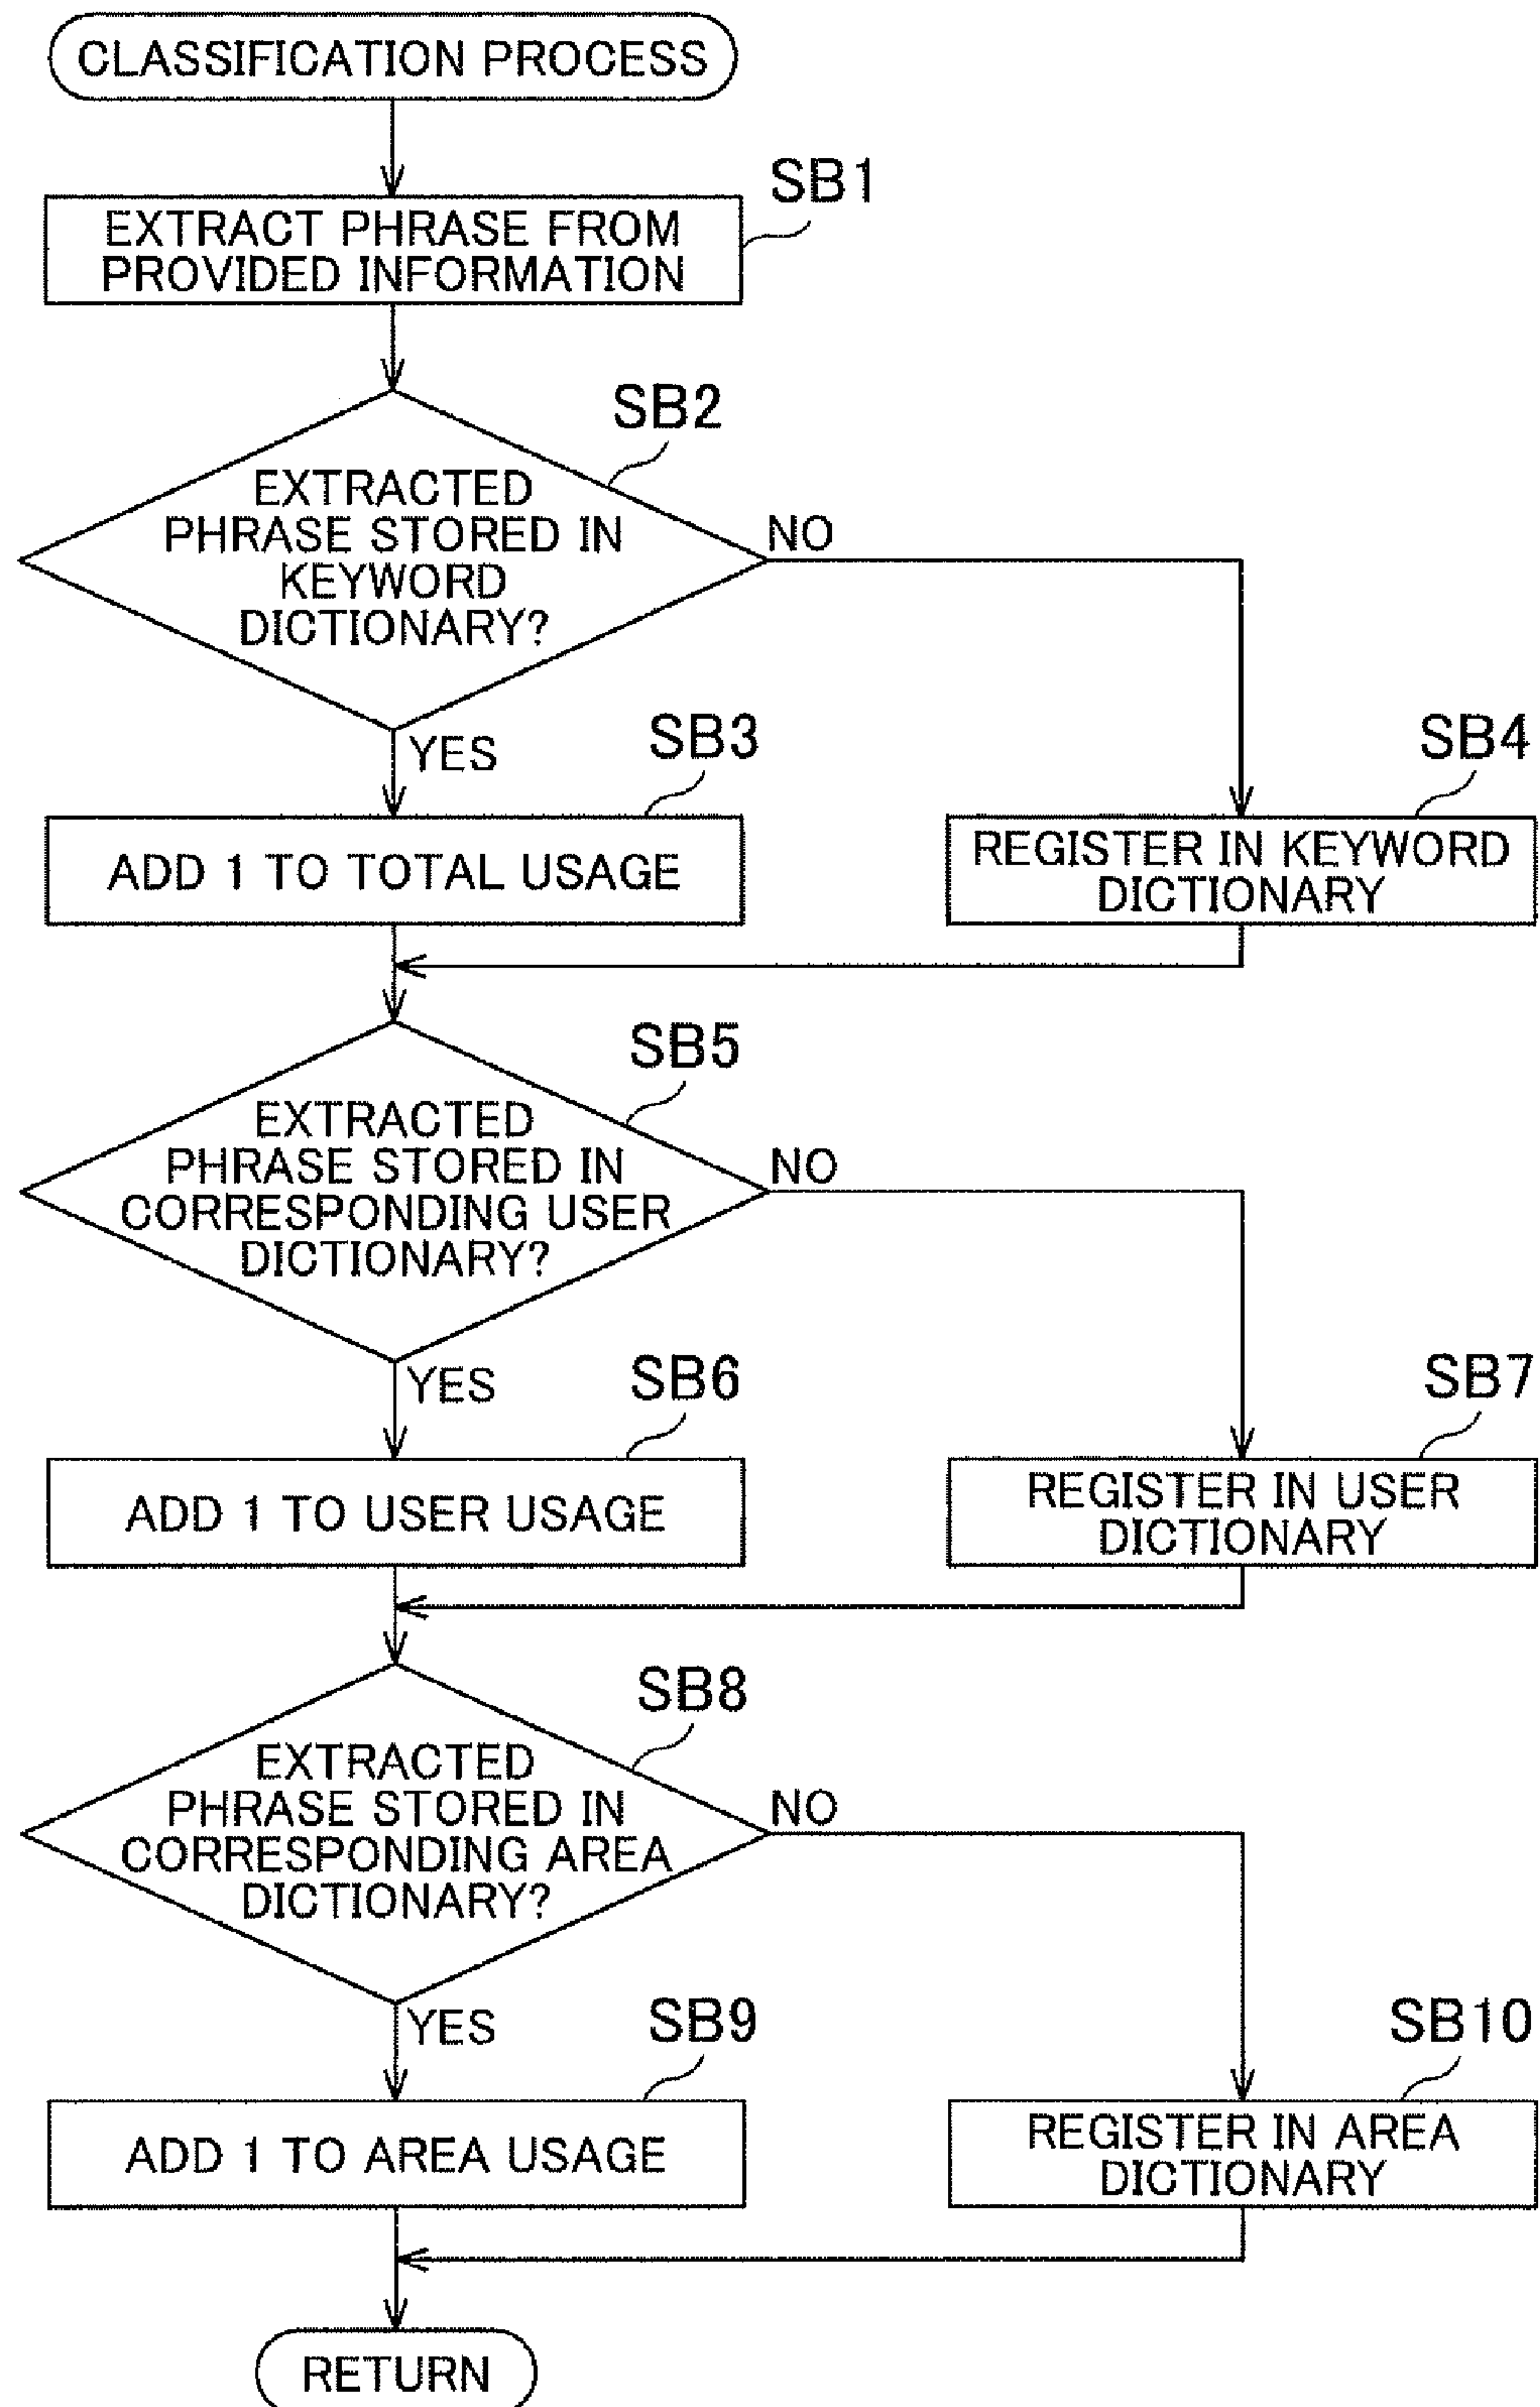 CLASSIFICATION PROCESS
SB1
EXTRACT PHRASE FROM
PROVIDED INFORMATION
SB2
EXTRACTED
PHRASE STORED IN
KEYWORD
DICTIONARY?
NO
YES
SB3
SB4
ADD 1 TO TOTAL USAGE
REGISTER IN KEYWORD
DICTIONARY
SB5
EXTRACTED
PHRASE STORED IN
CORRESPONDING USER
DICTIONARY?
NO
YES
SB6
SB7
ADD 1 TO USER USAGE
REGISTER IN USER
DICTIONARY
SB8
EXTRACTED
PHRASE STORED IN
CORRESPONDING AREA
DICTIONARY?
NO
YES
SB9
SB10
ADD 1 TO AREA USAGE
REGISTER IN AREA
DICTIONARY
RETURN